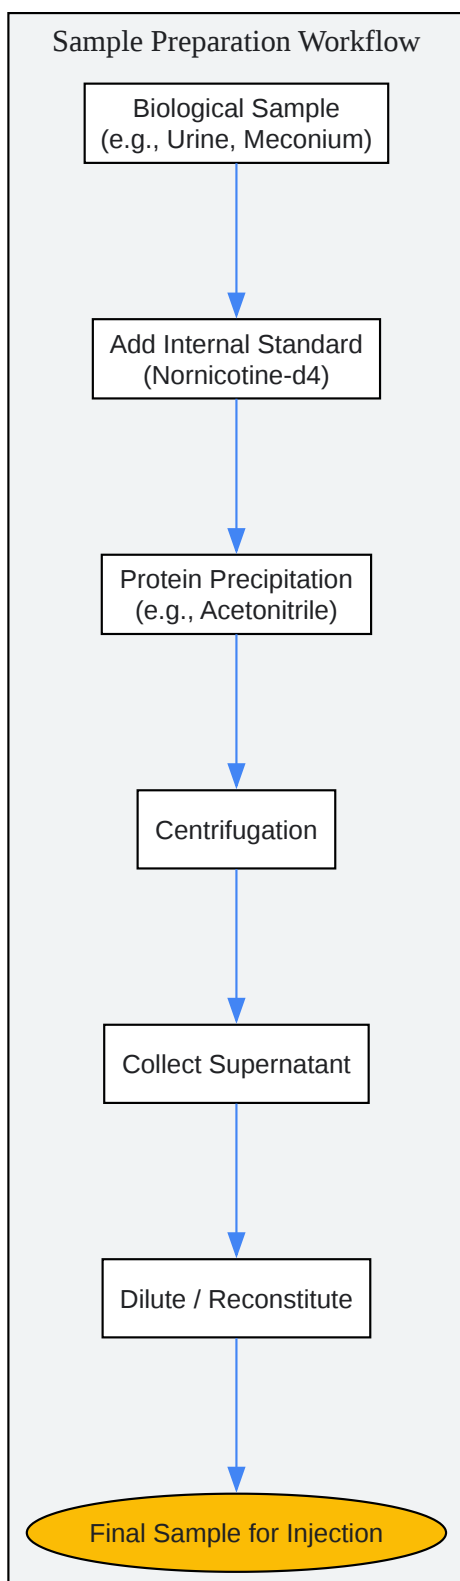 Sample Preparation Workflow
Biological Sample
(e.g., Urine, Meconium)
Add Internal Standard
(Nornicotine-d4)
Protein Precipitation
(e.g., Acetonitrile)
Centrifugation
Collect Supernatant
Dilute / Reconstitute
Final Sample for Injection